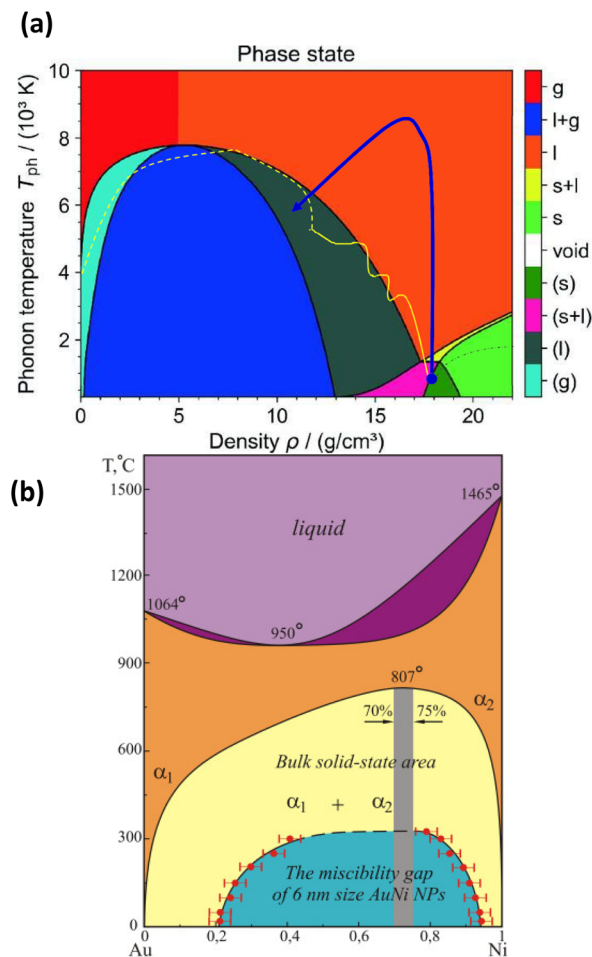 (a)
Phase state
Phonon temperature Tₚₕ / (10³ K)
10
8
6
4
2
0
5
10
15
20
Density ρ / (g/cm³)
g
l+g
l
s+l
s
void
(s)
(s+l)
(l)
(g)
(b)
T,°C
1500
1200
900
600
300
0
1465°
liquid
1064°
950°
807°
70%
75%
α₂
α₁
Bulk solid-state area
α₁ + α₂
The miscibility gap
of 6 nm size AuNi NPs
0
0,2
0,4
0,6
0,8
1
Au
Ni